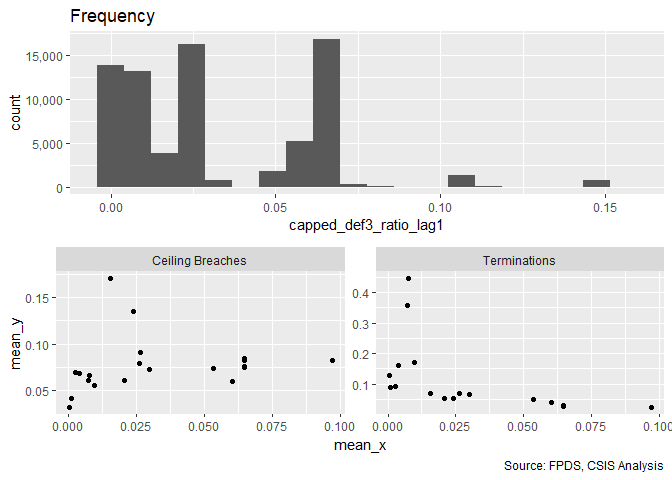 Frequency
15,000
10,000
5,000
0
count
0.00 0.05 0.10 0.15
capped_def3_ratio_lag1
Ceiling Breaches Terminations
0.15
0.10
0.05
mean_y
0.4
0.3
0.2
0.1
0.000 0.025 0.050 0.075 0.100 0.000 0.025 0.050 0.075 0.100
mean_x
Source: FPDS, CSIS Analysis